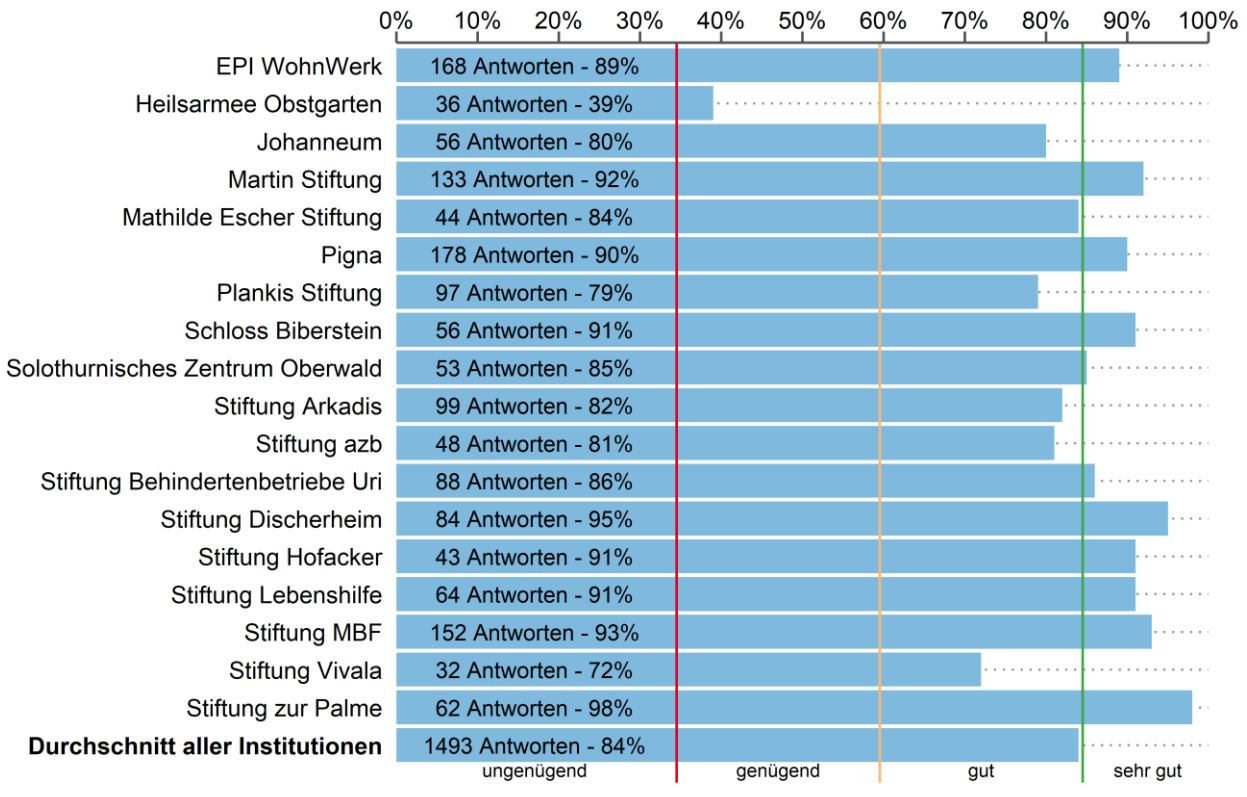 0% 10% 20% 30% 40% 50% 60% 70% 80% 90% 100%
EPI WohnWerk 168 Antworten - 89%
Heilsarmee Obstgarten 36 Antworten - 39%
Johanneum 56 Antworten - 80%
Martin Stiftung 133 Antworten - 92%
Mathilde Escher Stiftung 44 Antworten - 84%
Pigna 178 Antworten - 90%
Plankis Stiftung 97 Antworten - 79%
Schloss Biberstein 56 Antworten - 91%
Solothurnisches Zentrum Oberwald 53 Antworten - 85%
Stiftung Arkadis 99 Antworten - 82%
Stiftung azb 48 Antworten - 81%
Stiftung Behindertenbetriebe Uri 88 Antworten - 86%
Stiftung Discherheim 84 Antworten - 95%
Stiftung Hofacker 43 Antworten - 91%
Stiftung Lebenshilfe 64 Antworten - 91%
Stiftung MBF 152 Antworten - 93%
Stiftung Vivala 32 Antworten - 72%
Stiftung zur Palme 62 Antworten - 98%
Durchschnitt aller Institutionen 1493 Antworten - 84%
ungenügend genügend gut sehr gut